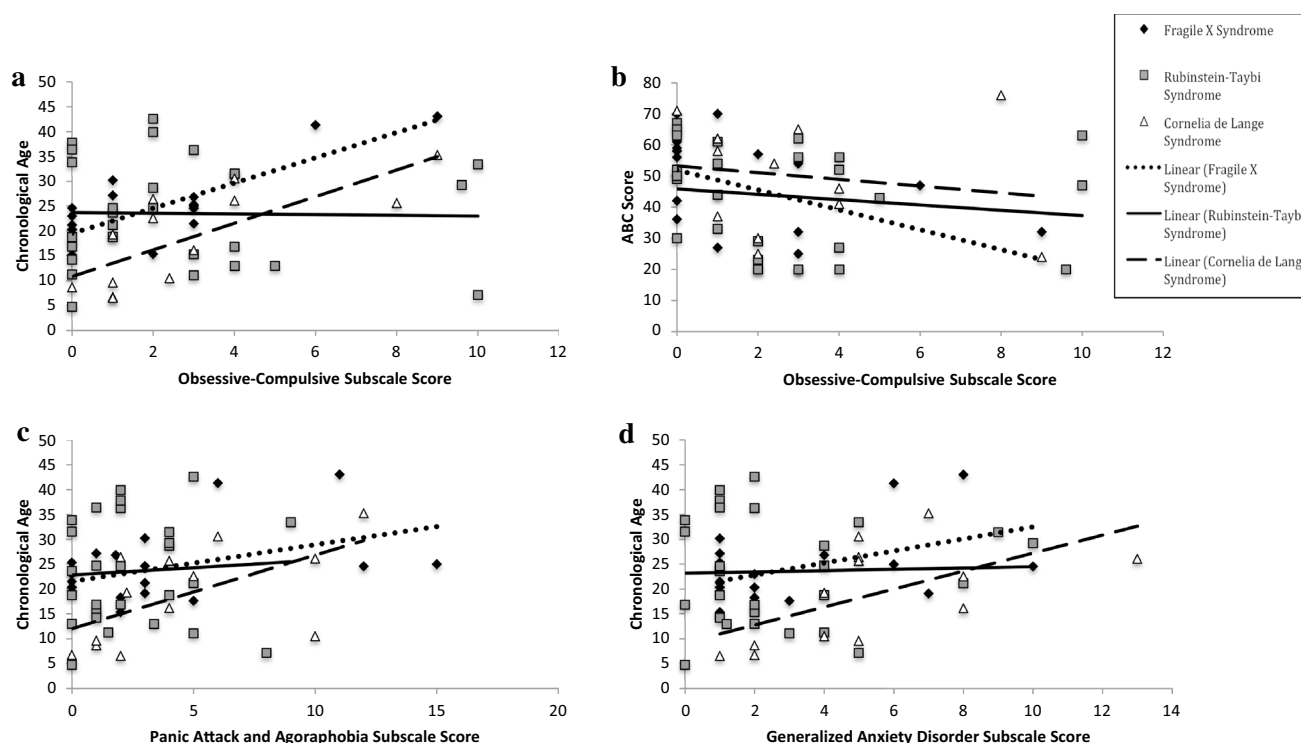 a
50
45
40
35
30
25
20
15
10
5
0
Chronological Age
0 2 4 6 8 10 12
Obsessive-Compulsive Subscale Score
b
80
70
60
50
40
30
20
10
0
ABC Score
0 2 4 6 8 10 12
Obsessive-Compulsive Subscale Score
Fragile X Syndrome
Rubinstein-Taybi
Syndrome
Cornelia de Lange
Syndrome
Linear (Fragile X
Syndrome)
Linear (Rubinstein-Taybi
Syndrome)
Linear (Cornelia de Lange
Syndrome)
c
50
45
40
35
30
25
20
15
10
5
0
Chronological Age
0 5 10 15 20
Panic Attack and Agoraphobia Subscale Score
d
50
45
40
35
30
25
20
15
10
5
0
Chronological Age
0 2 4 6 8 10 12 14
Generalized Anxiety Disorder Subscale Score